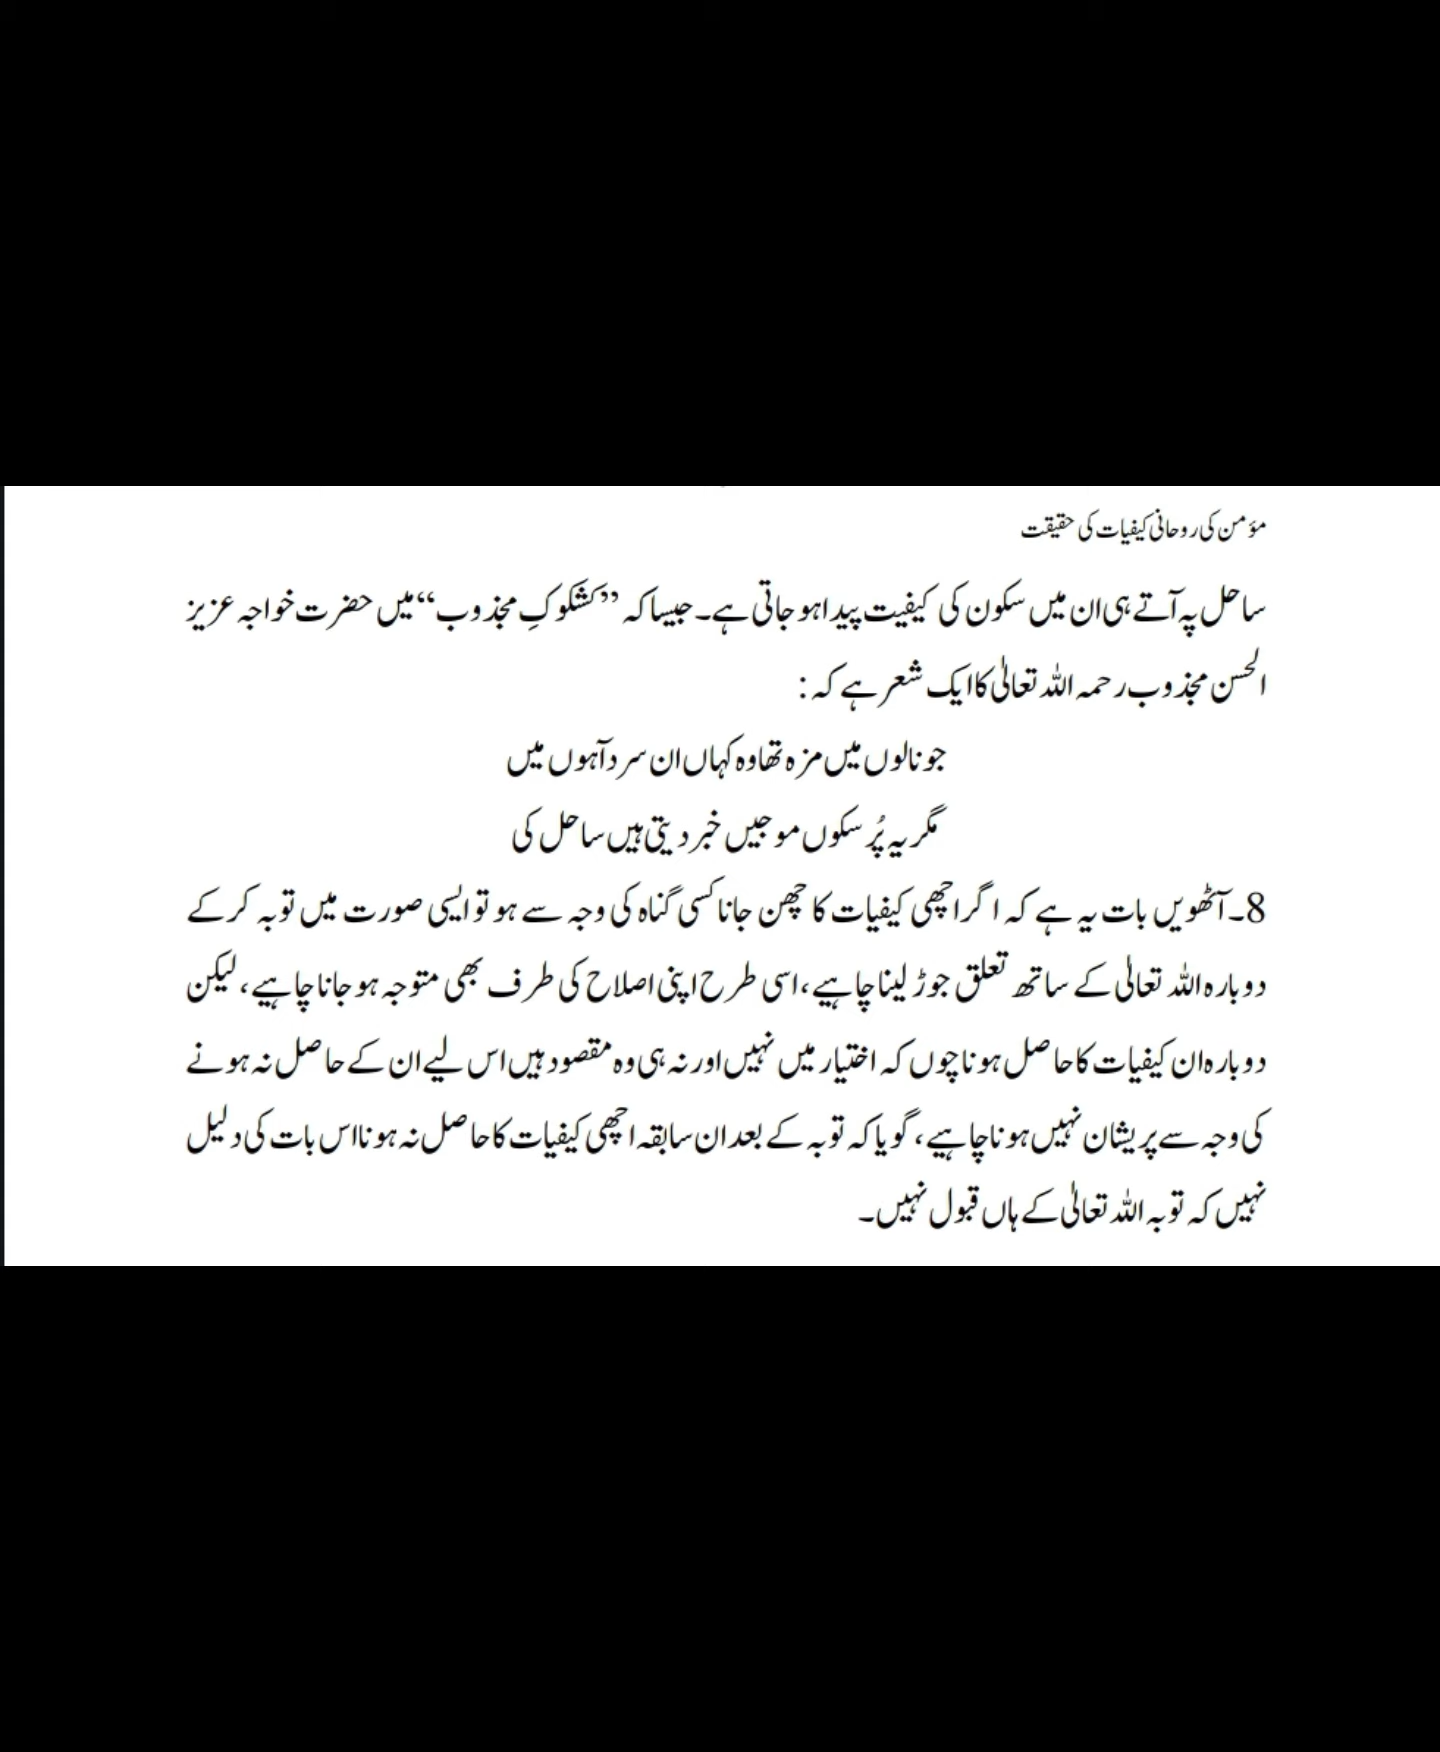 مؤمن کی روحانی کیفیات کی حقیقت
ساحل پہ آتے ہی ان میں سکون کی کیفیت پیدا ہو جاتی ہے۔ جیسا کہ ”کشکوکِ مجذوب“ میں حضرت خواجہ عزیز
الحسن مجذوب رحمہ اللہ تعالٰی کا ایک شعر ہے کہ:
جو نالوں میں مزہ تھا وہ کہاں ان سرد آہوں میں
مگر یہ پُر سکوں موجیں خبر دیتی ہیں ساحل کی
8۔ آٹھویں بات یہ ہے کہ اگر اچھی کیفیات کا چھن جانا کسی گناہ کی وجہ سے ہو تو ایسی صورت میں توبہ کر کے
دوبارہ اللہ تعالٰی کے ساتھ تعلق جوڑ لینا چاہیے، اسی طرح اپنی اصلاح کی طرف بھی متوجہ ہو جانا چاہیے، لیکن
دوبارہ ان کیفیات کا حاصل ہونا چوں کہ اختیار میں نہیں اور نہ ہی وہ مقصود ہیں اس لیے ان کے حاصل نہ ہونے
کی وجہ سے پریشان نہیں ہونا چاہیے، گویا کہ توبہ کے بعد ان سابقہ اچھی کیفیات کا حاصل نہ ہونا اس بات کی دلیل
نہیں کہ توبہ اللہ تعالٰی کے ہاں قبول نہیں۔